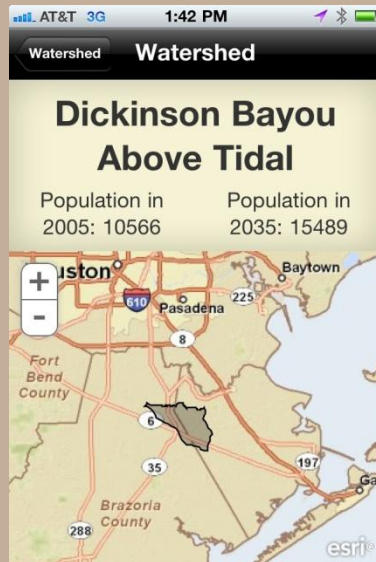 AT&T 3G 1:42 PM
Watershed Watershed
Dickinson Bayou
Above Tidal
Population in
2005: 10566
Population in
2035: 15489
uston
Baytown
610
Pasadena
225
8
Fort
Bend
County
6
35
197
Ga
Brazoria
County
288
esri